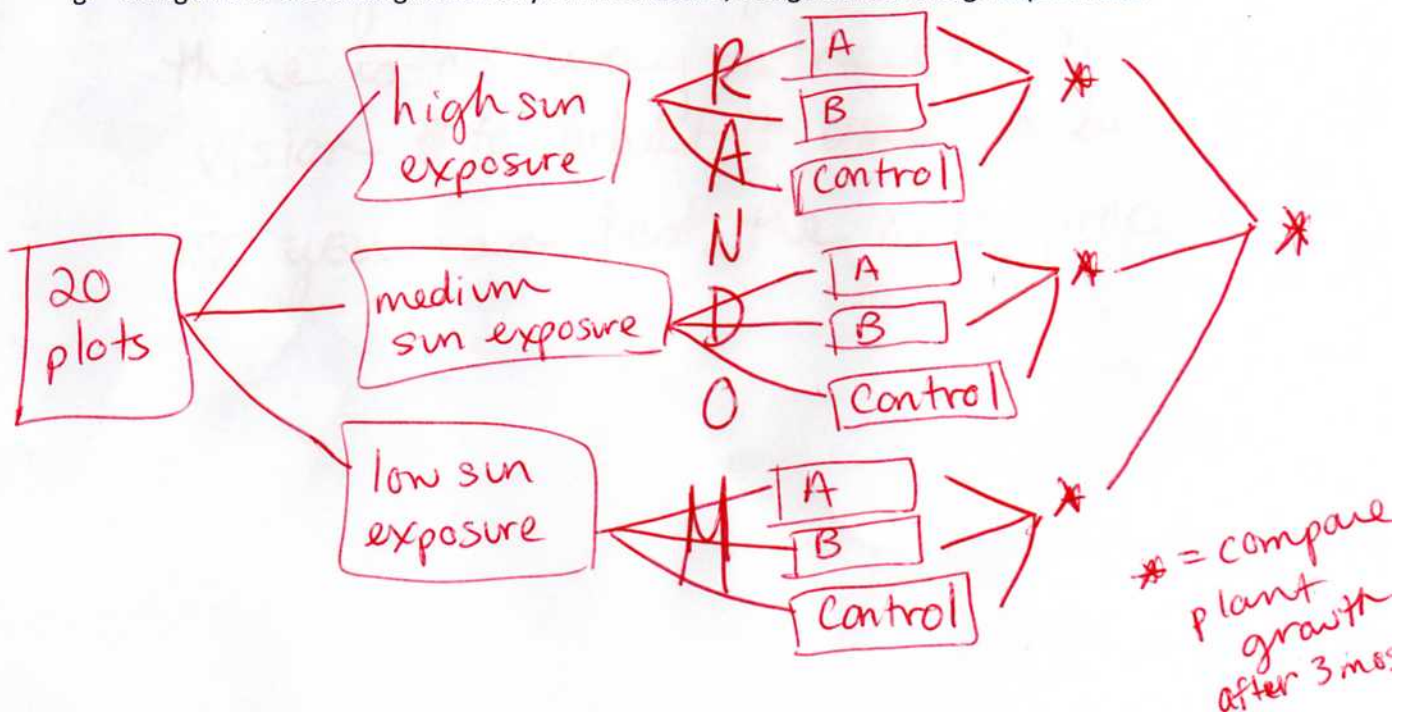 20
plots
high sun
exposure
medium
sun exposure
low sun
exposure
R
A
N
D
O
M
A
B
Control
A
B
Control
A
B
Control
* = compare
plant
growth
after 3 mos